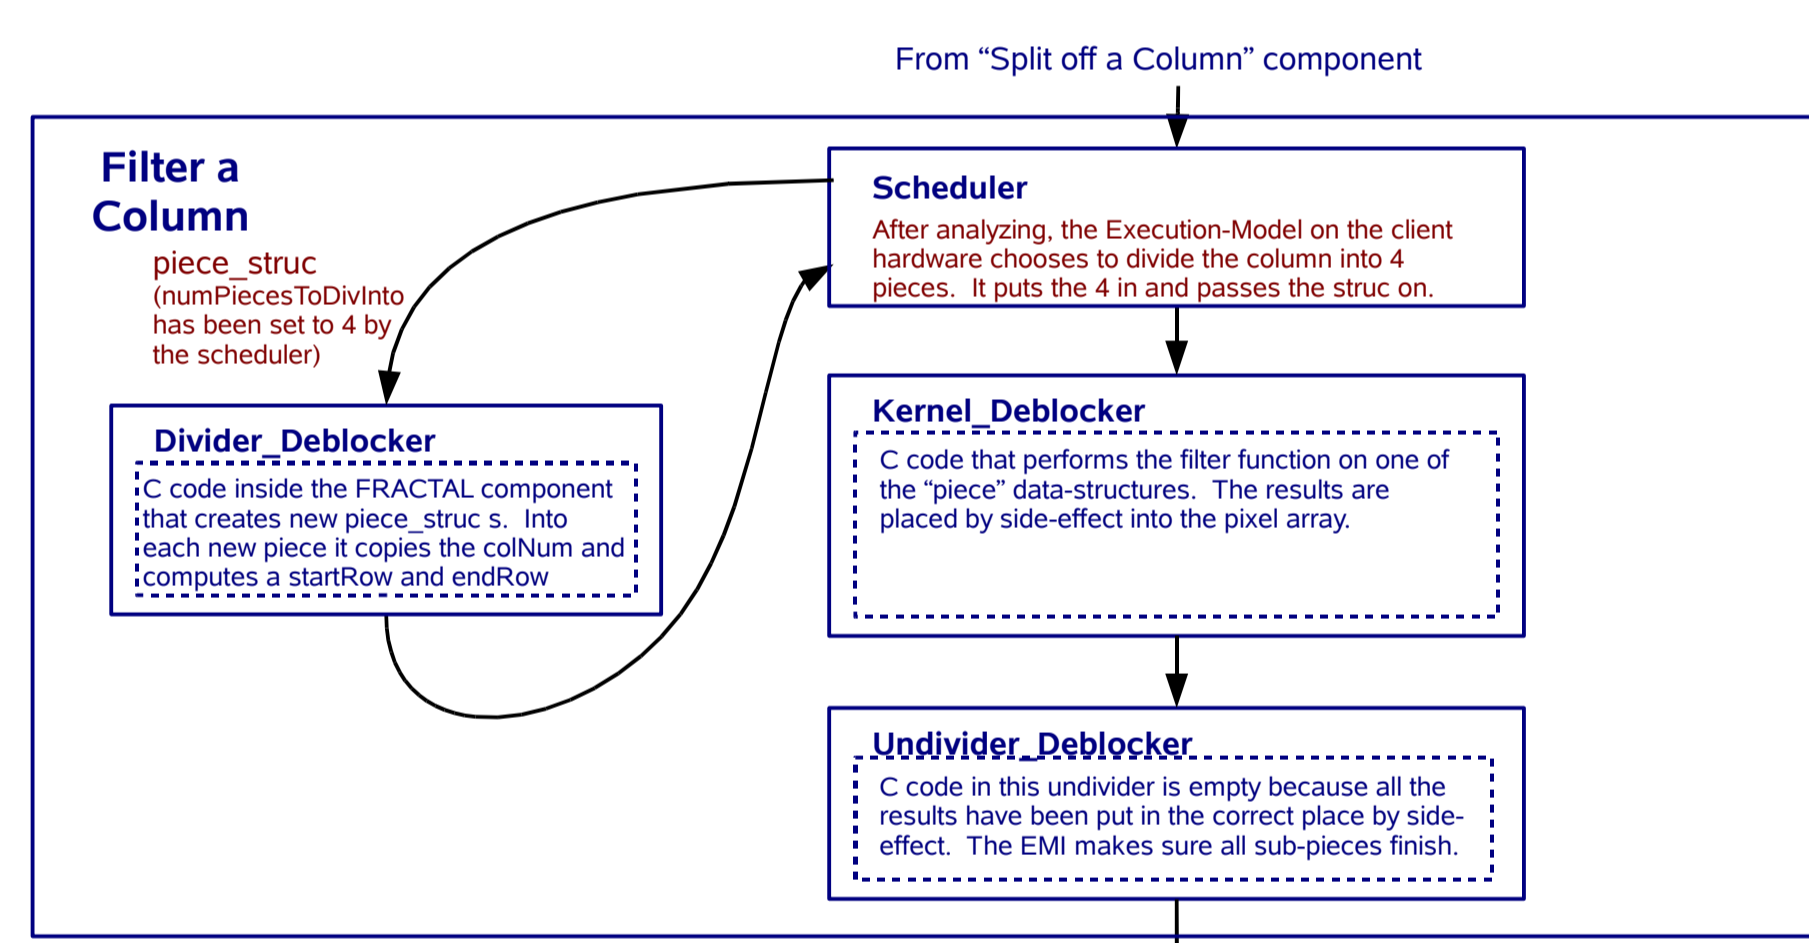 From “Split off a Column” component
Filter a
Column
piece_struc
(numPiecesToDivInto
has been set to 4 by
the scheduler)
Scheduler
After analyzing, the Execution-Model on the client
hardware chooses to divide the column into 4
pieces.  It puts the 4 in and passes the struc on.
Divider_Deblocker
C code inside the FRACTAL component
that creates new piece_struc s.  Into
each new piece it copies the colNum and
computes a startRow and endRow
Kernel_Deblocker
C code that performs the filter function on one of
the “piece” data-structures.  The results are
placed by side-effect into the pixel array.
Undivider_Deblocker
C code in this undivider is empty because all the
results have been put in the correct place by side-
effect.  The EMI makes sure all sub-pieces finish.